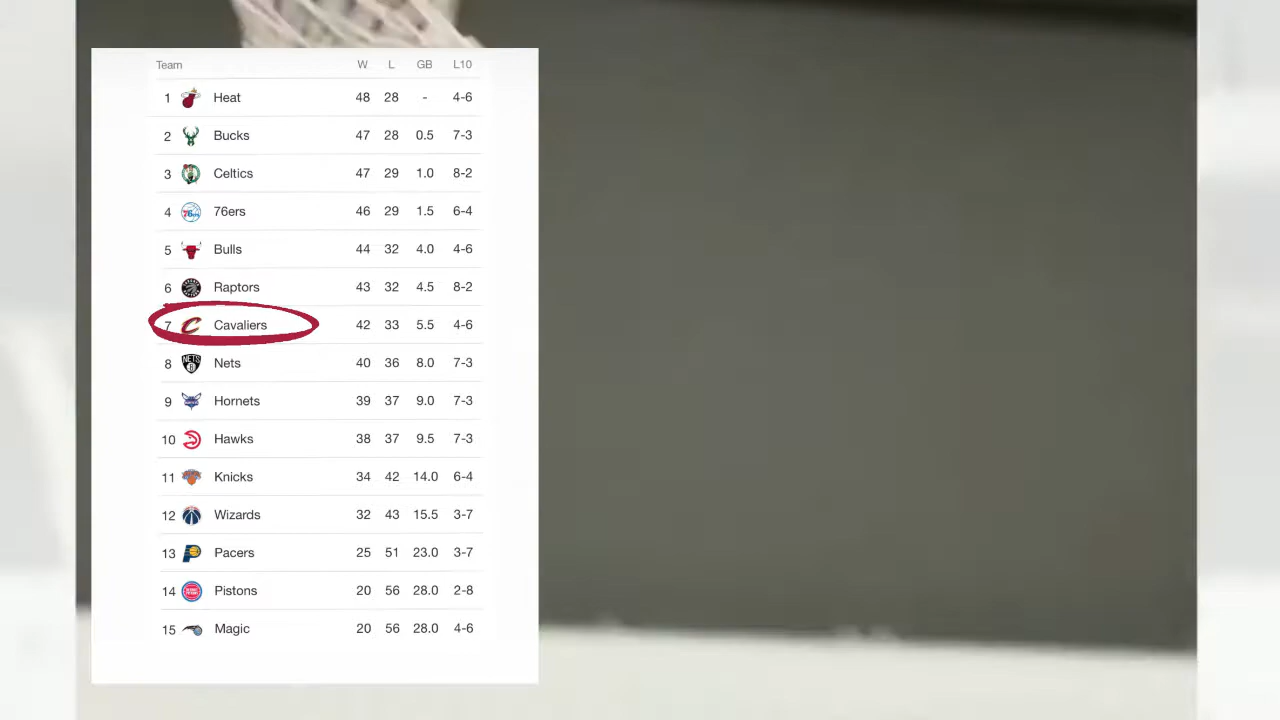 Team W L GB L10
1 Heat 48 28 - 4-6
2 Bucks 47 28 0.5 7-3
3 Celtics 47 29 1.0 8-2
4 76ers 46 29 1.5 6-4
5 Bulls 44 32 4.0 4-6
6 Raptors 43 32 4.5 8-2
7 Cavaliers 42 33 5.5 4-6
8 Nets 40 36 8.0 7-3
9 Hornets 39 37 9.0 7-3
10 Hawks 38 37 9.5 7-3
11 Knicks 34 42 14.0 6-4
12 Wizards 32 43 15.5 3-7
13 Pacers 25 51 23.0 3-7
14 Pistons 20 56 28.0 2-8
15 Magic 20 56 28.0 4-6